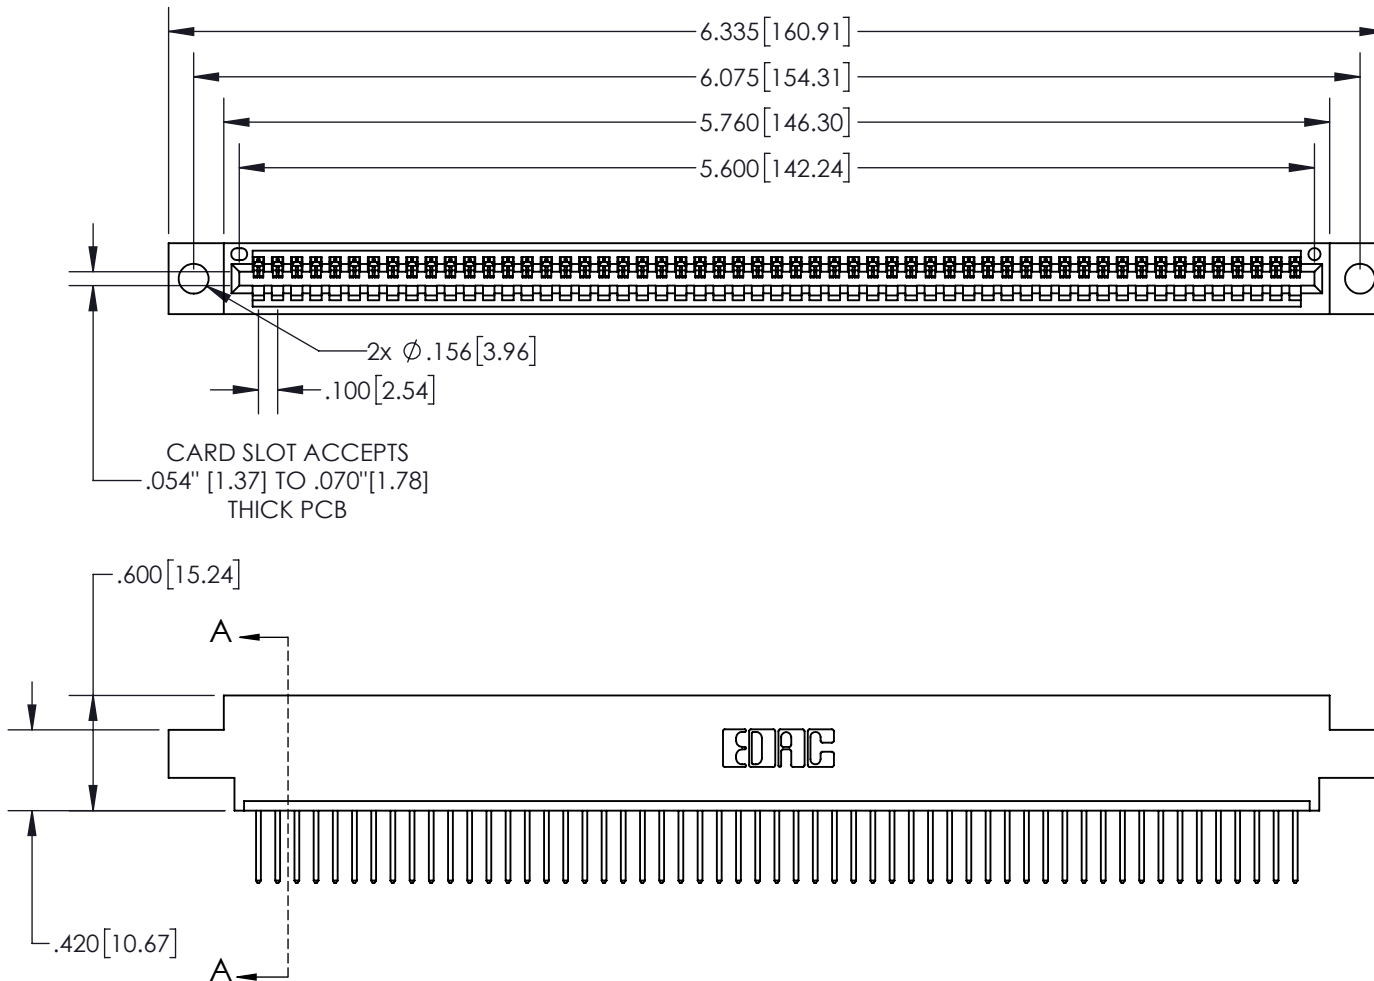 6.335[160.91]
6.075[154.31]
5.760[146.30]
5.600[142.24]
2x Ø.156[3.96]
.100[2.54]
CARD SLOT ACCEPTS
.054" [1.37] TO .070"[1.78]
THICK PCB
.600[15.24]
A
EDAC
.420[10.67]
A